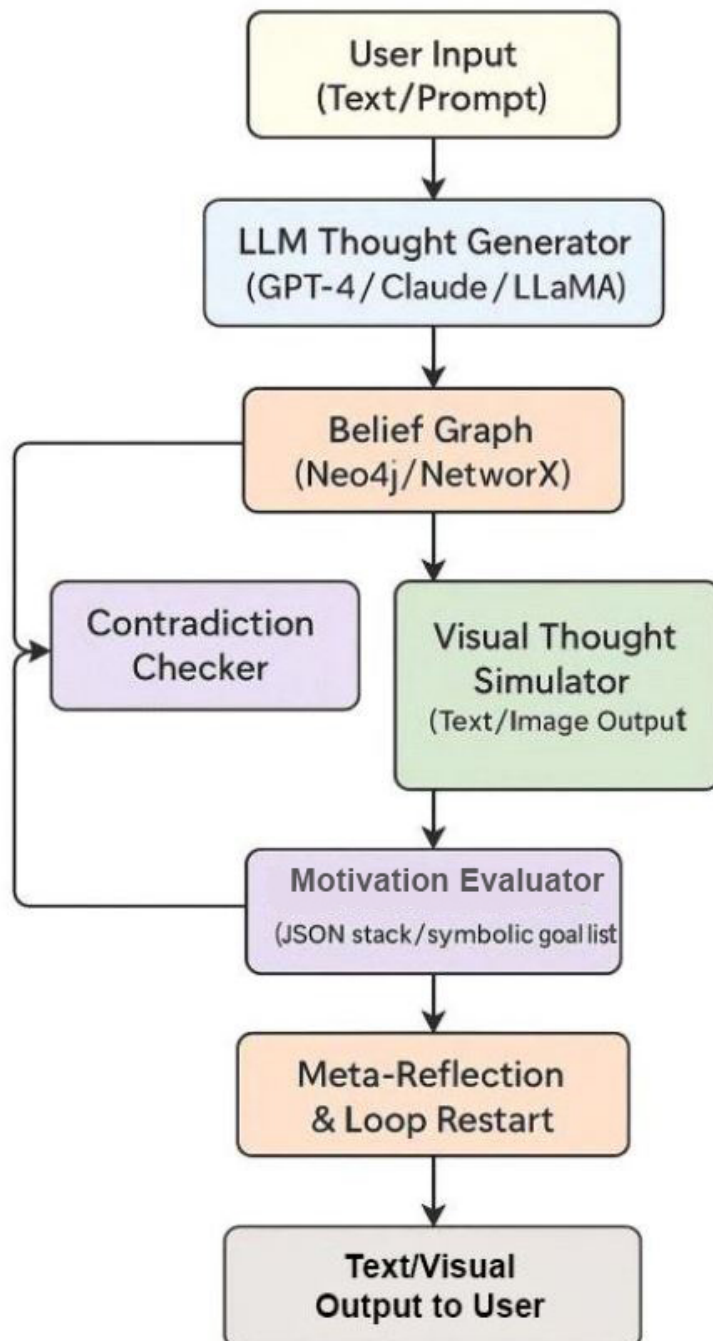 User Input
(Text/Prompt)
LLM Thought Generator
(GPT-4/Claude/LLaMA)
Belief Graph
(Neo4j/NetworX)
Contradiction
Checker
Visual Thought
Simulator
(Text/Image Output
Motivation Evaluator
(JSON stack/symbolic goal list
Meta-Reflection
& Loop Restart
Text/Visual
Output to User